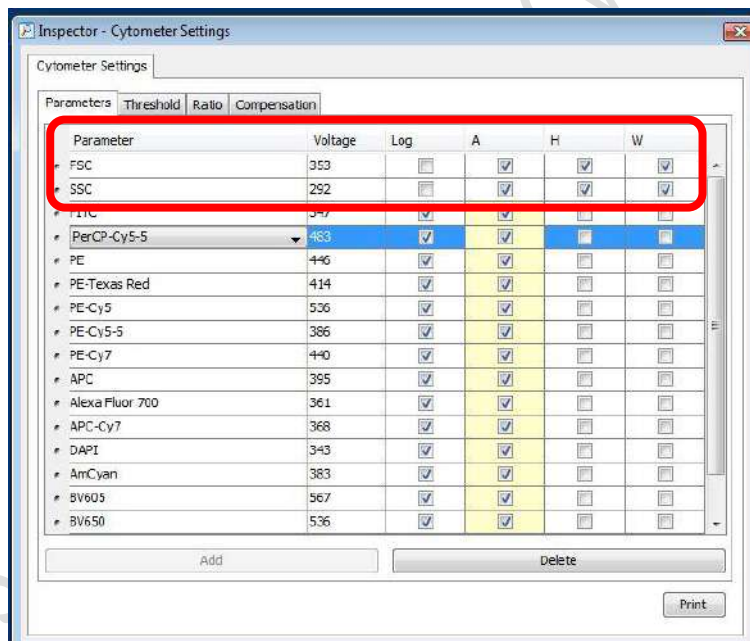 Inspector - Cytometer Settings
Cytometer Settings
Parameters Threshold Ratio Compensation
Parameter Voltage Log A H W
FSC 353
SSC 292
FITC 347
PerCP-Cy5-5 483
PE 446
PE-Texas Red 414
PE-Cy5 536
PE-Cy5-5 386
PE-Cy7 440
APC 395
Alexa Fluor 700 361
APC-Cy7 368
DAPI 343
AmCyan 383
BV605 567
BV650 536
Add Delete
Print